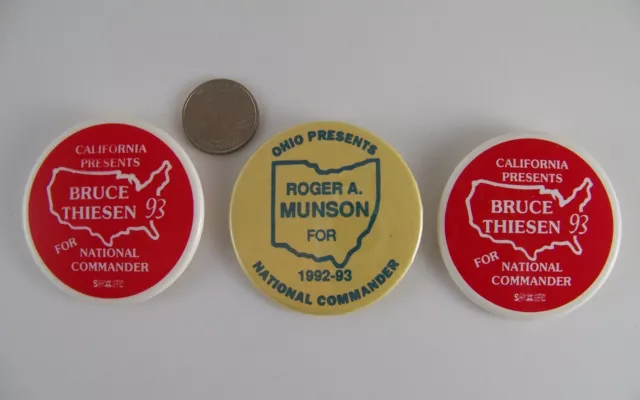 CALIFORNIA
PRESENTS
BRUCE
THIESEN 93
FOR
NATIONAL
COMMANDER
OHIO PRESENTS
ROGER A.
MUNSON
FOR
1992-93
NATIONAL COMMANDER
CALIFORNIA
PRESENTS
BRUCE
THIESEN 93
FOR
NATIONAL
COMMANDER